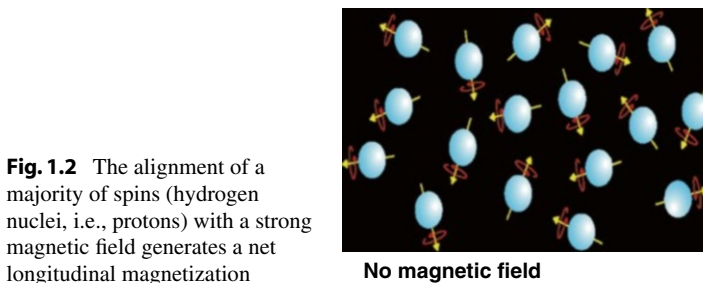 Fig. 1.2 The alignment of a
majority of spins (hydrogen
nuclei, i.e., protons) with a strong
magnetic field generates a net
longitudinal magnetization
No magnetic field